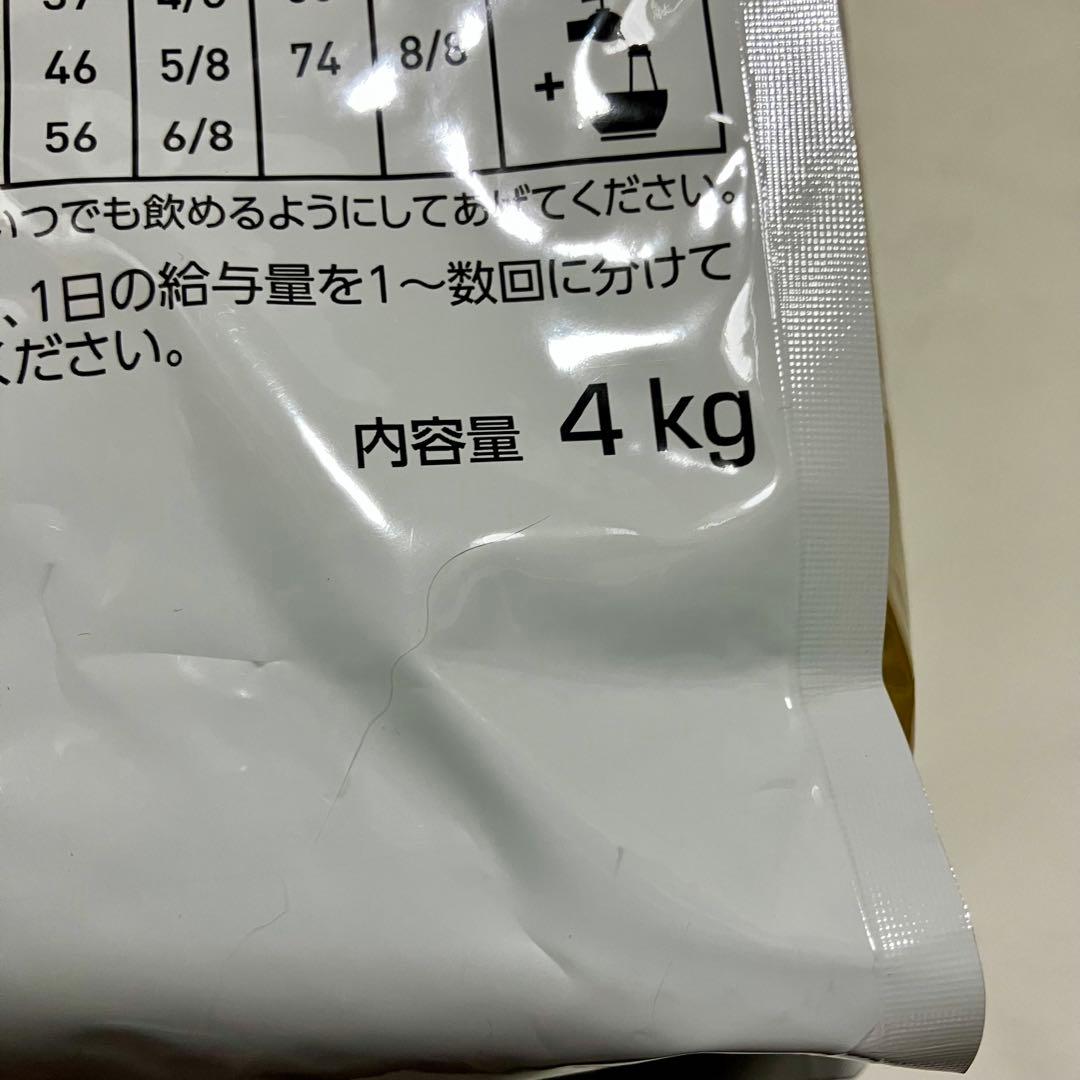 46 5/8 74 8/8
+
56 6/8
いつでも飲めるようにしてあげてください。
、1日の給与量を1〜数回に分けて
ください。
内容量 4 kg